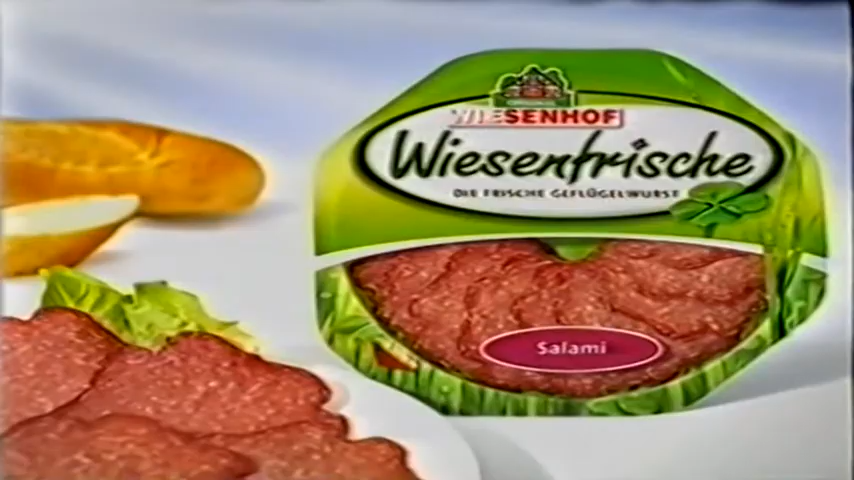 WIESENHOF
Wiesenfrische
DIE FRISCHE GEFLÜGELWURST
Salami